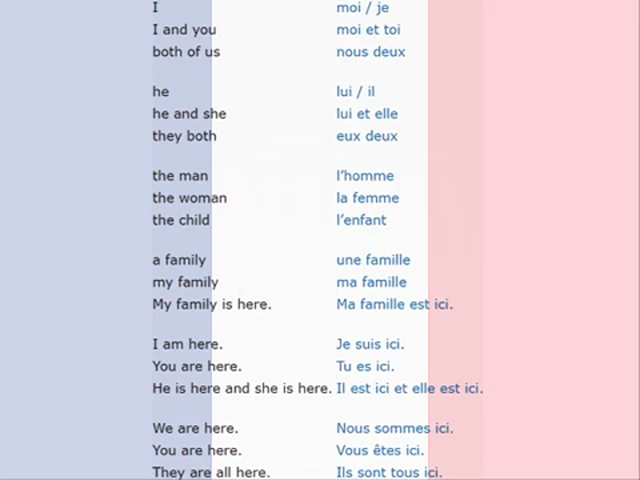 I moi / je
I and you moi et toi
both of us nous deux
he lui / il
he and she lui et elle
they both eux deux
the man l’homme
the woman la femme
the child l’enfant
a family une famille
my family ma famille
My family is here. Ma famille est ici.
I am here. Je suis ici.
You are here. Tu es ici.
He is here and she is here. Il est ici et elle est ici.
We are here. Nous sommes ici.
You are here. Vous êtes ici.
They are all here. Ils sont tous ici.